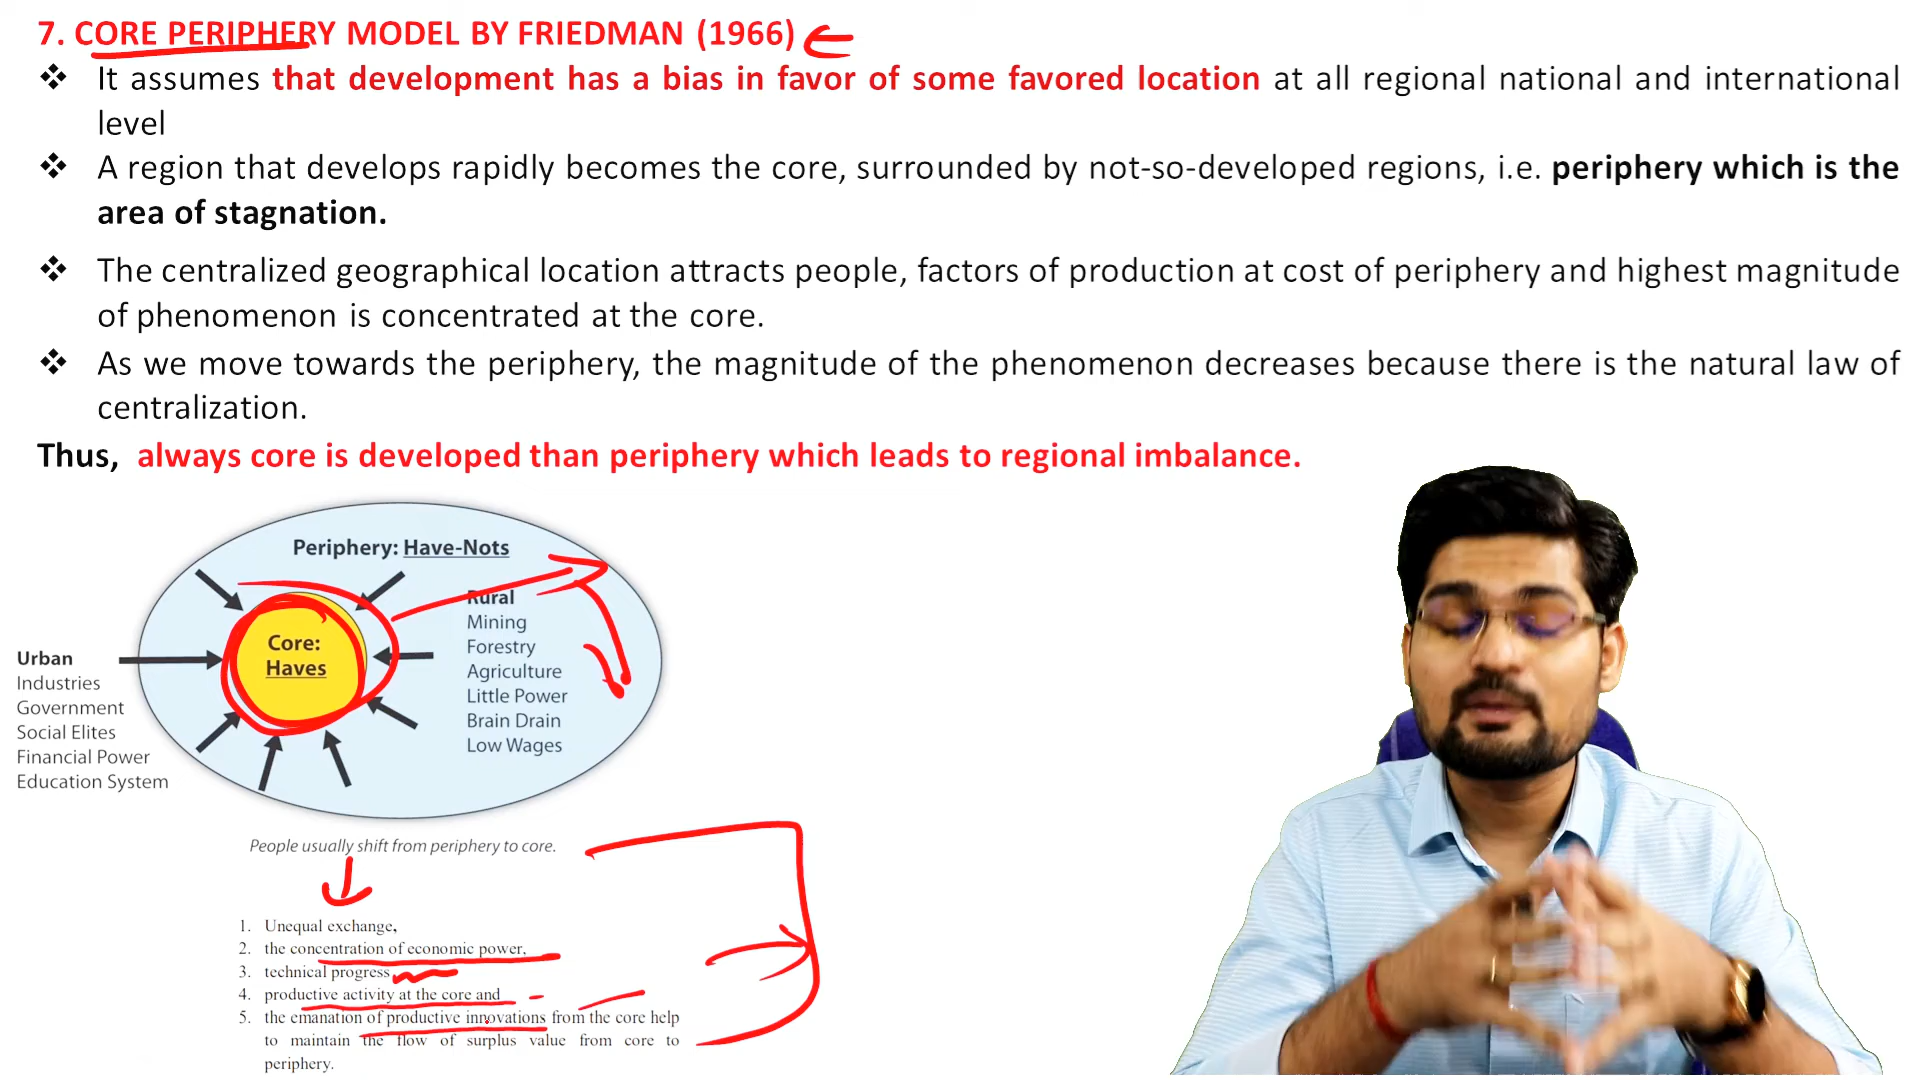 7. CORE PERIPHERY MODEL BY FRIEDMAN (1966)
❖ It assumes that development has a bias in favor of some favored location at all regional national and international
level
❖ A region that develops rapidly becomes the core, surrounded by not-so-developed regions, i.e. periphery which is the
area of stagnation.
❖ The centralized geographical location attracts people, factors of production at cost of periphery and highest magnitude
of phenomenon is concentrated at the core.
❖ As we move towards the periphery, the magnitude of the phenomenon decreases because there is the natural law of
centralization.
Thus, always core is developed than periphery which leads to regional imbalance.
Periphery: Have-Nots
Core:
Haves
Urban
Industries
Government
Social Elites
Financial Power
Education System
Rural
Mining
Forestry
Agriculture
Little Power
Brain Drain
Low Wages
People usually shift from periphery to core.
1. Unequal exchange,
2. the concentration of economic power,
3. technical progress
4. productive activity at the core and
5. the emanation of productive innovations from the core help
to maintain the flow of surplus value from core to
periphery.